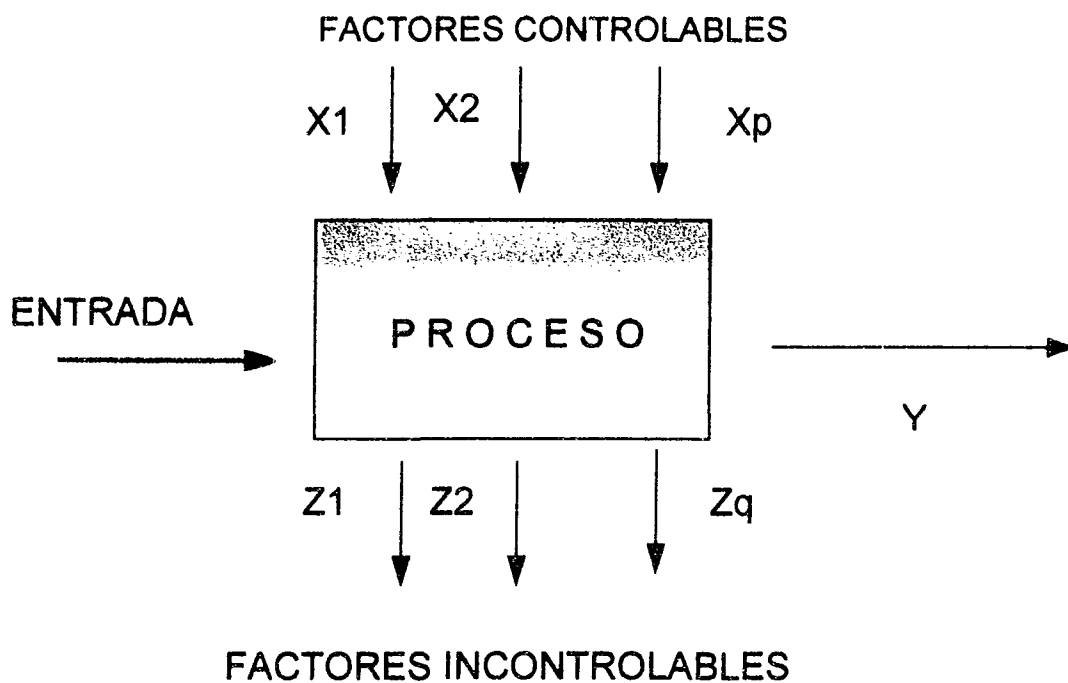 FACTORES CONTROLABLES
X1 X2 Xp
ENTRADA
P R O C E S O
Y
Z1 Z2 Zq
FACTORES INCONTROLABLES